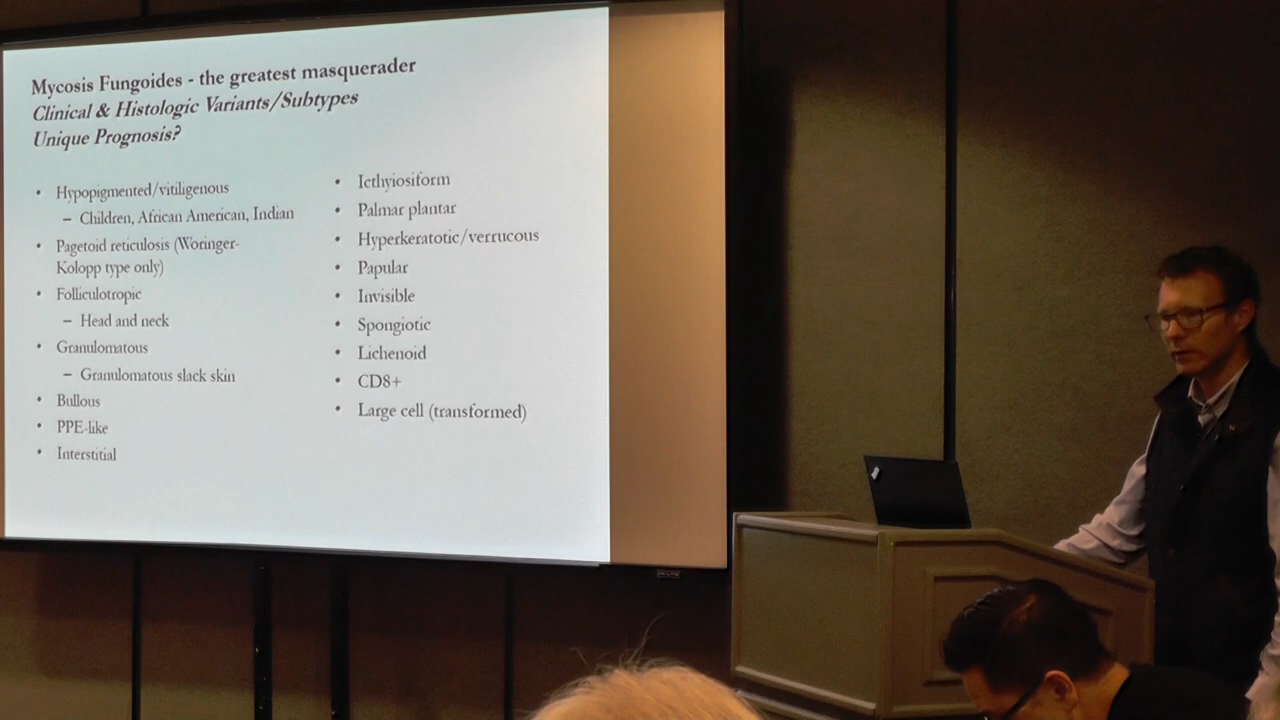 Mycosis Fungoides - the greatest masquerader
Clinical & Histologic Variants/Subtypes
Unique Prognosis?
• Hypopigmented/vitiligenous
– Children, African American, Indian
• Pagetoid reticulosis (Woringer-
Kolopp type only)
• Folliculotropic
– Head and neck
• Granulomatous
– Granulomatous slack skin
• Bullous
• PPE-like
• Interstitial
• Icthyiosiform
• Palmar plantar
• Hyperkeratotic/verrucous
• Papular
• Invisible
• Spongiotic
• Lichenoid
• CD8+
• Large cell (transformed)